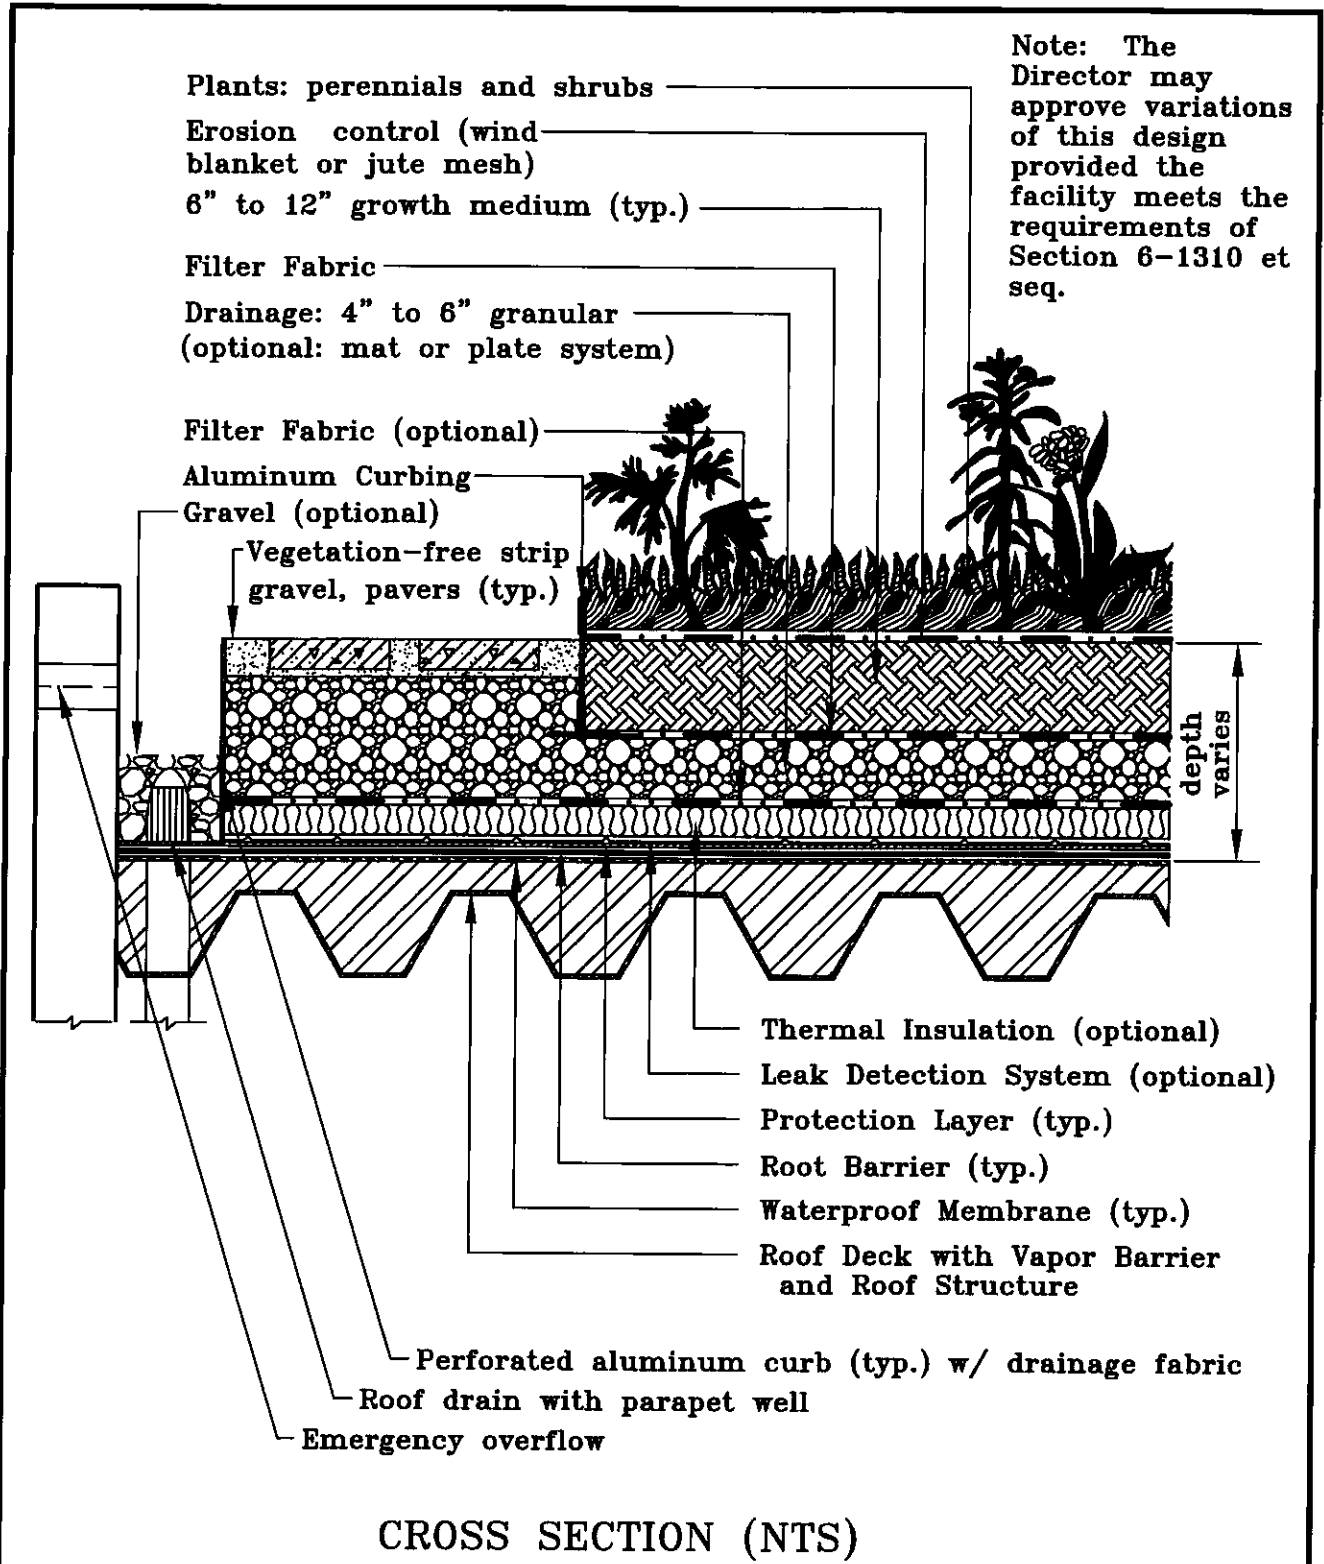 Note: The
Director may
approve variations
of this design
provided the
facility meets the
requirements of
Section 6-1310 et
seq.
Plants: perennials and shrubs
Erosion control (wind
blanket or jute mesh)
6" to 12" growth medium (typ.)
Filter Fabric
Drainage: 4" to 6" granular
(optional: mat or plate system)
Filter Fabric (optional)
Aluminum Curbing
Gravel (optional)
Vegetation-free strip
gravel, pavers (typ.)
depth
varies
Thermal Insulation (optional)
Leak Detection System (optional)
Protection Layer (typ.)
Root Barrier (typ.)
Waterproof Membrane (typ.)
Roof Deck with Vapor Barrier
and Roof Structure
Perforated aluminum curb (typ.) w/ drainage fabric
Roof drain with parapet well
Emergency overflow
CROSS SECTION (NTS)